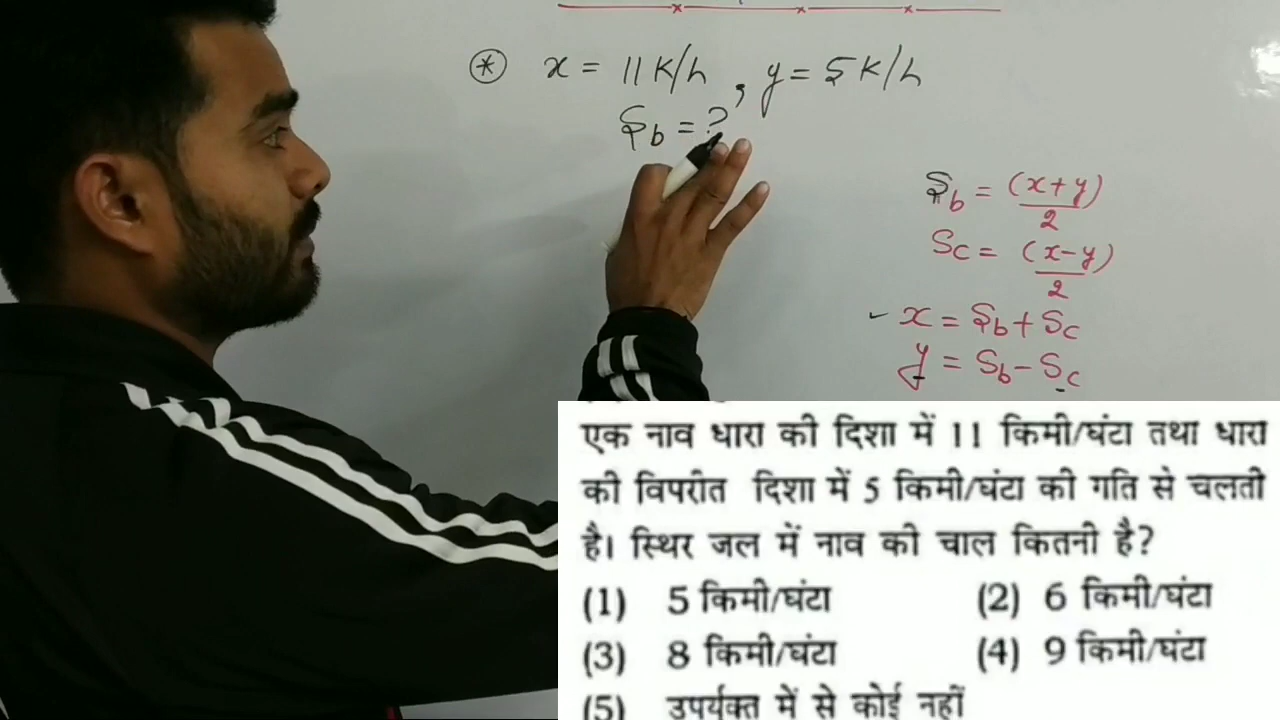 ⊛ x = 11 K/h , y = 5 K/h
Sb = ?
Sb = (x+y)/2
Sc = (x-y)/2
✓ x = Sb + Sc
y = Sb - Sc
एक नाव धारा की दिशा में 11 किमी/घंटा तथा धारा
की विपरीत दिशा में 5 किमी/घंटा की गति से चलती
है। स्थिर जल में नाव की चाल कितनी है?
(1) 5 किमी/घंटा (2) 6 किमी/घंटा
(3) 8 किमी/घंटा (4) 9 किमी/घंटा
(5) उपर्युक्त में से कोई नहीं